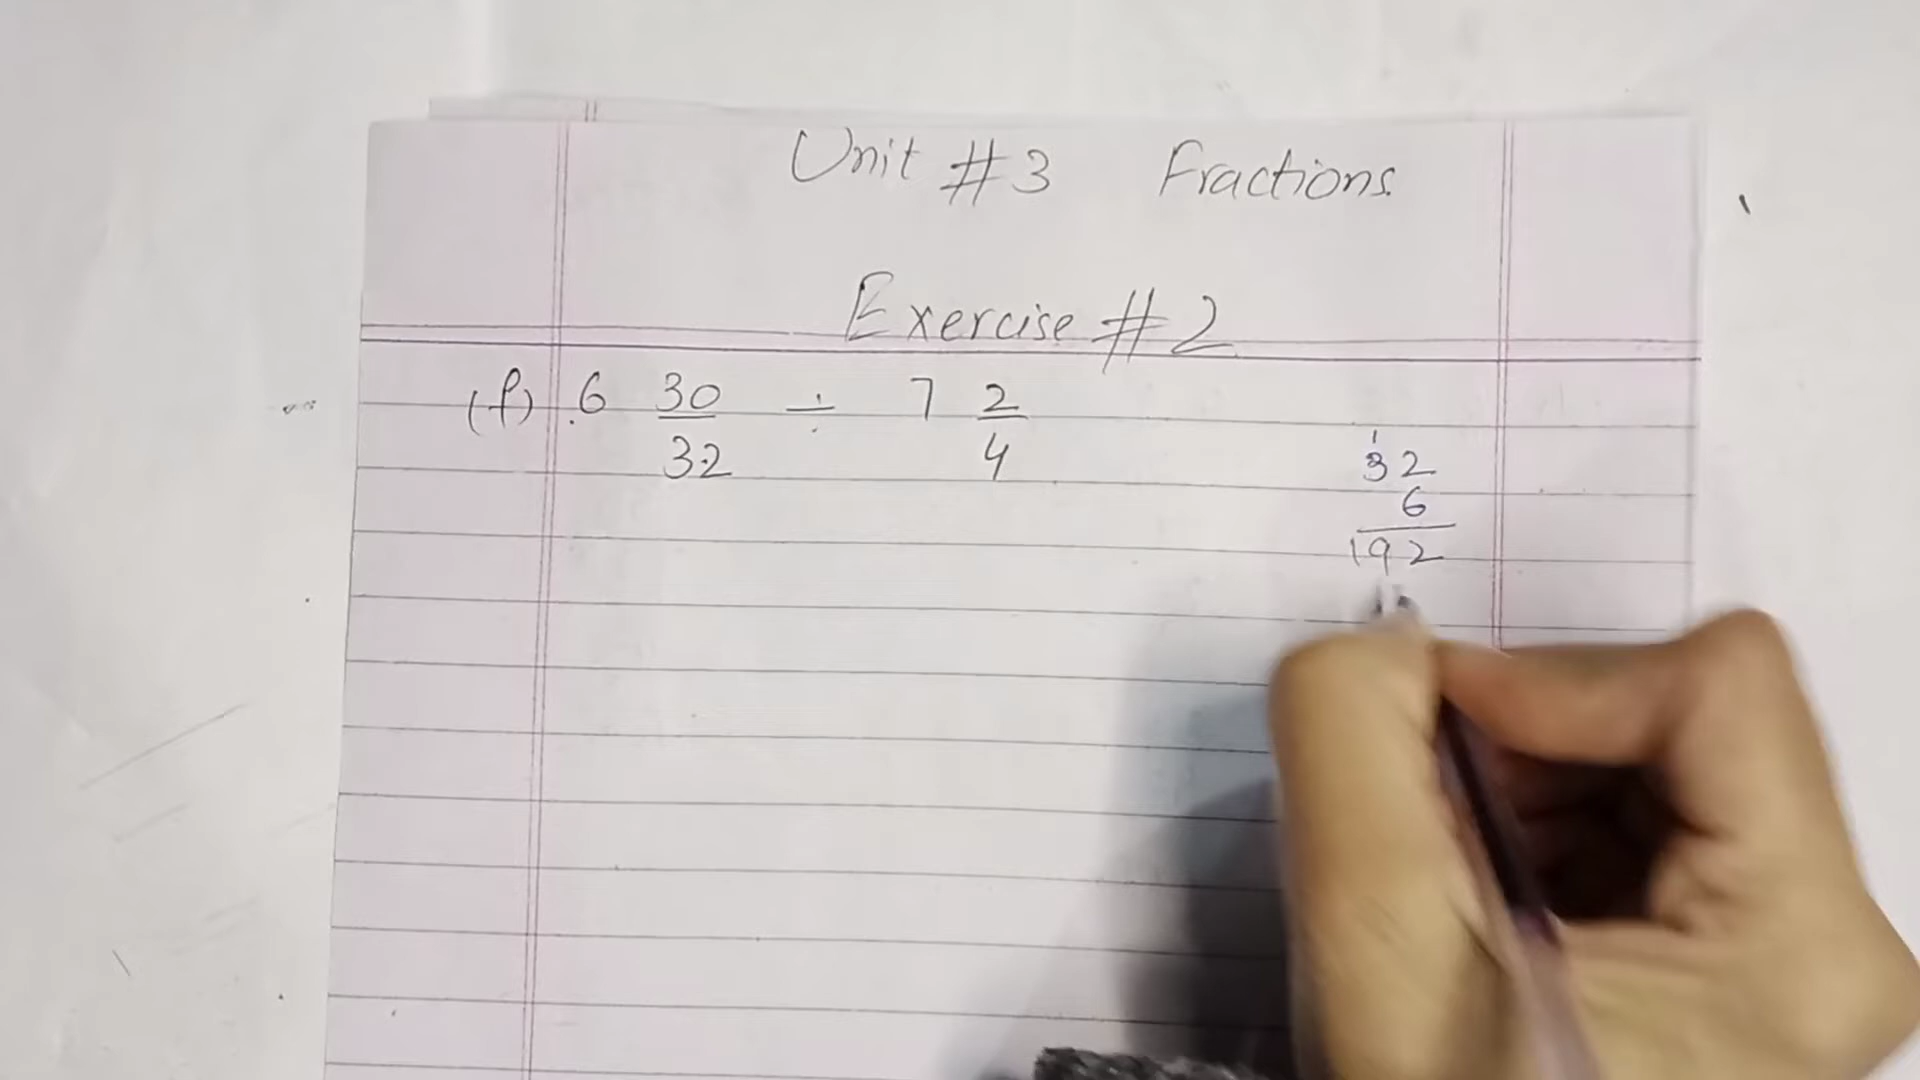 Unit #3 Fractions
Exercise #2
(f) 6 30/32 ÷ 7 2/4
1
32
6
192